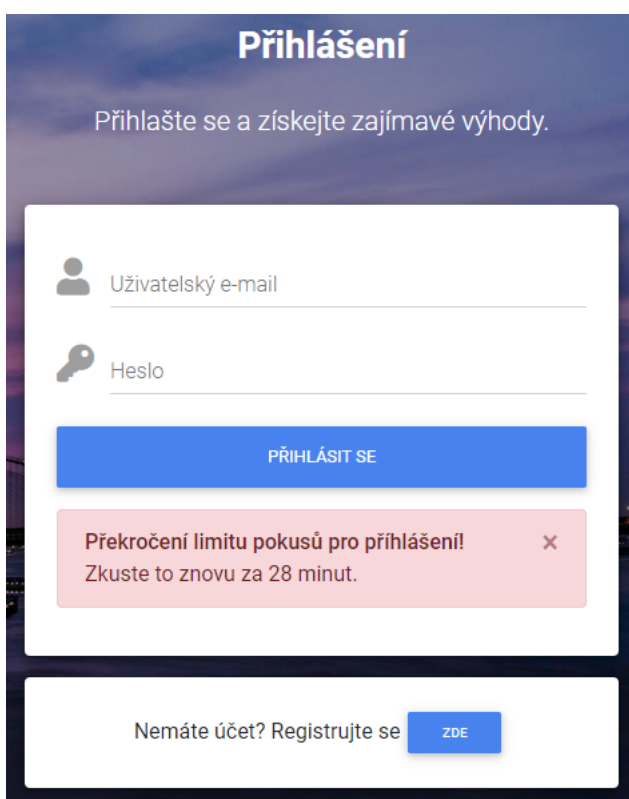 Přihlášení
Přihlašte se a získejte zajímavé výhody.
Uživatelský e-mail
Heslo
PŘIHLÁSIT SE
Překročení limitu pokusů pro příhlášení! ×
Zkuste to znovu za 28 minut.
Nemáte účet? Registrujte se ZDE